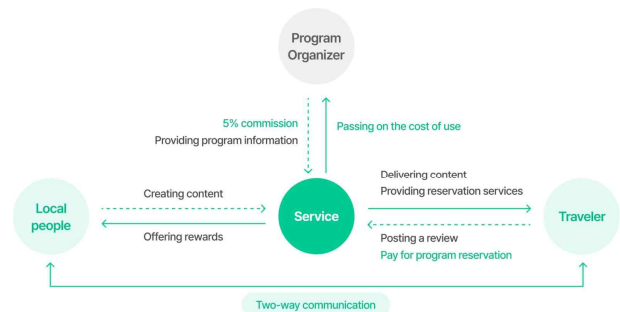 Program
Organizer
5% commission
Providing program information
Passing on the cost of use
Delivering content
Providing reservation services
Creating content
Local
people
Service
Traveler
Offering rewards
Posting a review
Pay for program reservation
Two-way communication